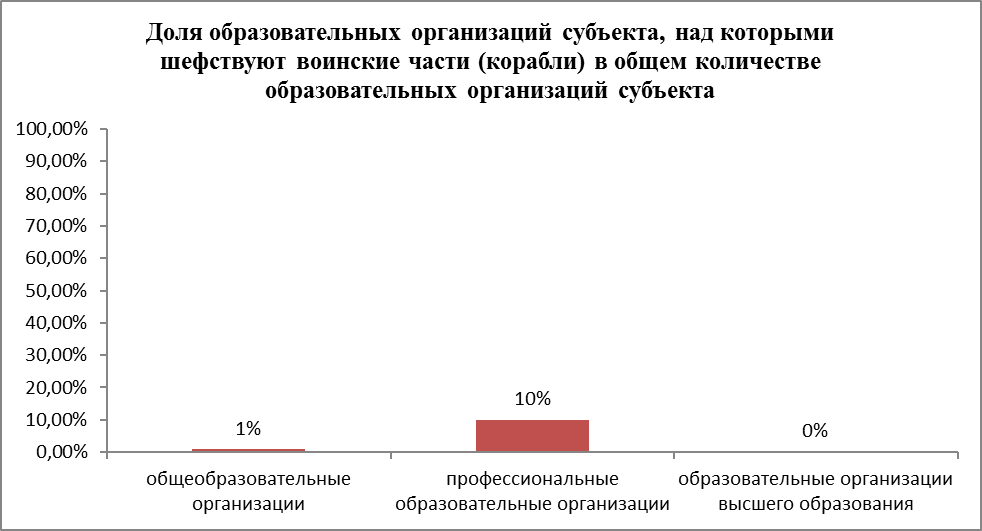 Доля образовательных организаций субъекта, над которыми
шефствуют воинские части (корабли) в общем количестве
образовательных организаций субъекта
100,00%
90,00%
80,00%
70,00%
60,00%
50,00%
40,00%
30,00%
20,00%
10,00%
0,00%
1%
10%
0%
общеобразовательные
организации
профессиональные
образовательные организации
образовательные организации
высшего образования